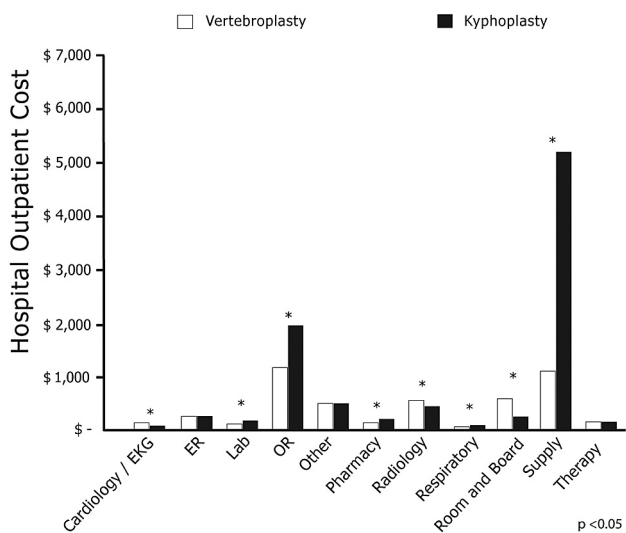 Vertebroplasty Kyphoplasty
Hospital Outpatient Cost
$ 7,000
$ 6,000
$ 5,000
$ 4,000
$ 3,000
$ 2,000
$ 1,000
$ -
* * * * * * * *
Cardiology / EKG
ER
Lab
OR
Other
Pharmacy
Radiology
Respiratory
Room and Board
Supply
Therapy
p <0.05